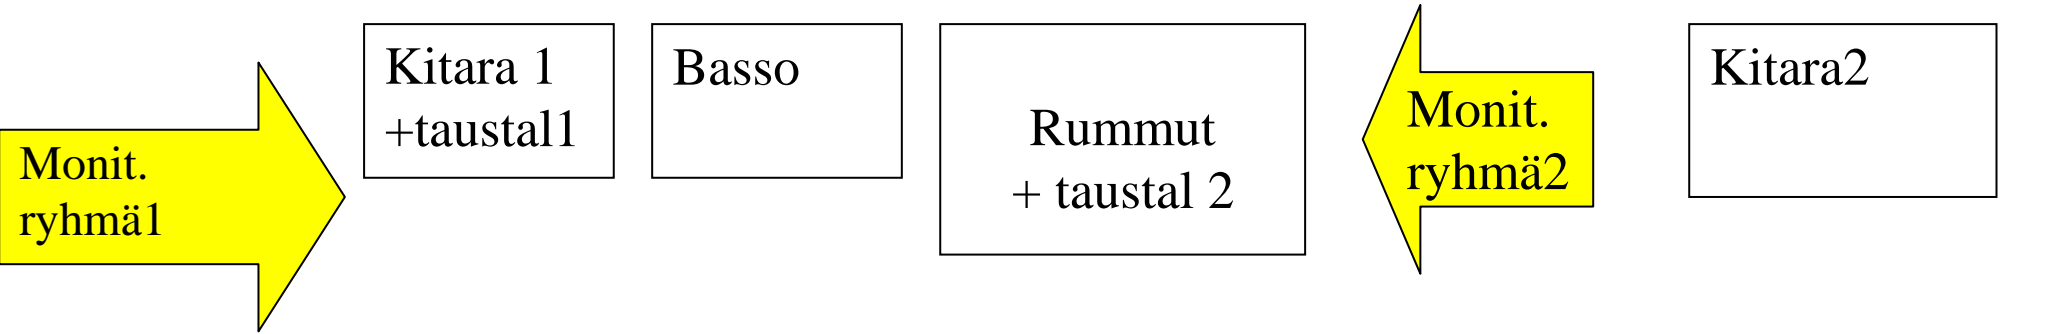 Monit.
ryhmä1
Kitara 1
+taustal1
Basso
Rummut
+ taustal 2
Monit.
ryhmä2
Kitara2